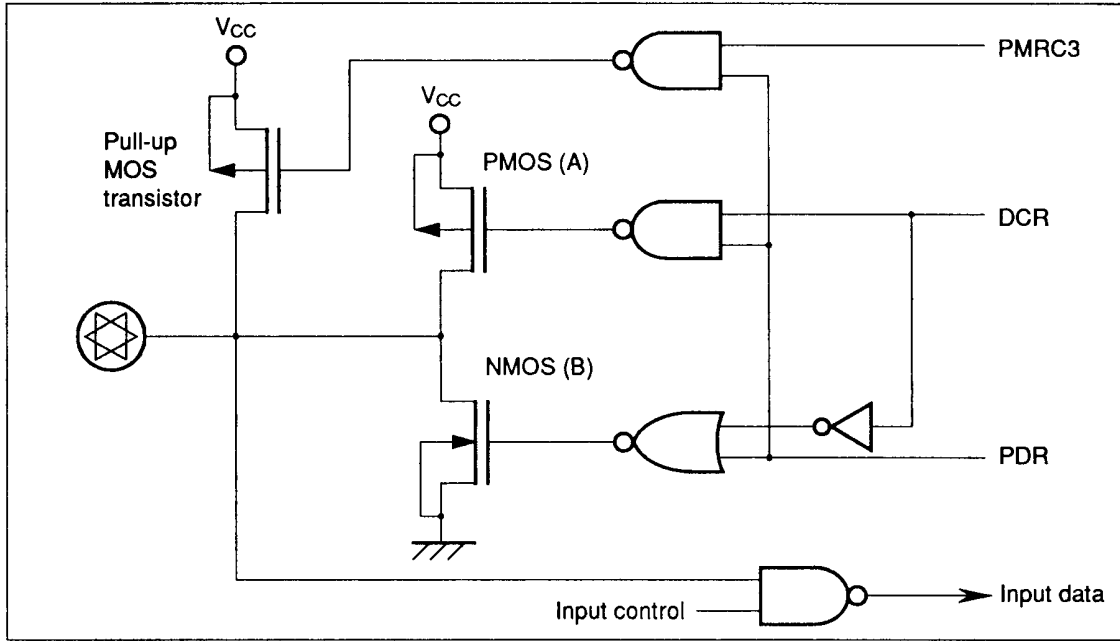 VCC
PMRC3
VCC
Pull-up
MOS
transistor
PMOS (A)
DCR
NMOS (B)
PDR
Input control
Input data